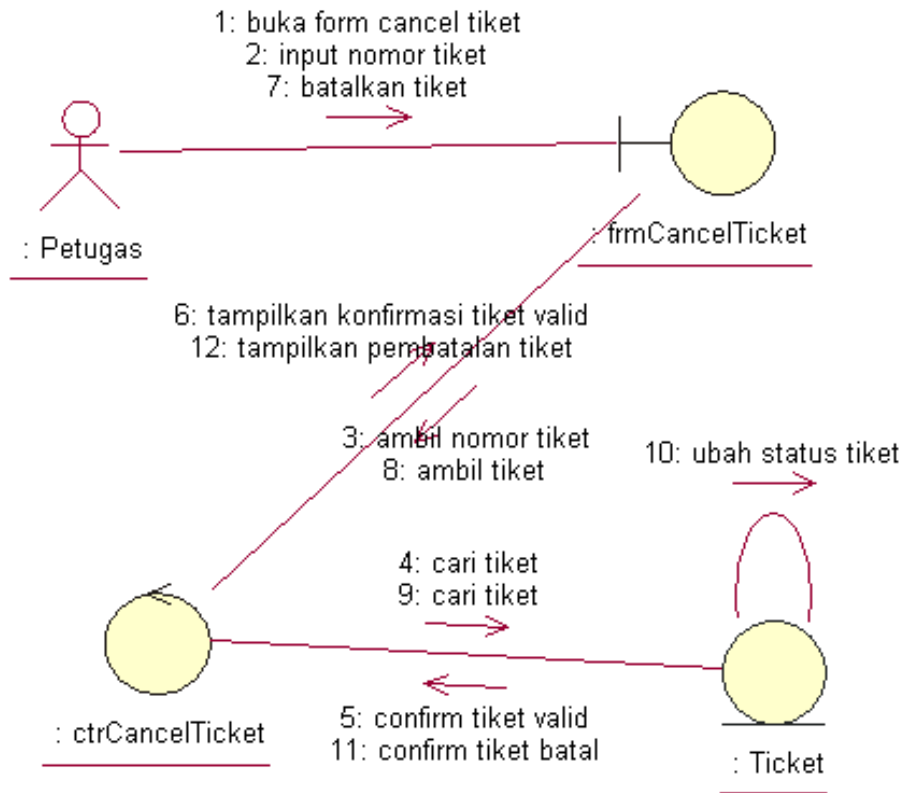 1: buka form cancel tiket
2: input nomor tiket
7: batalkan tiket
: Petugas
: frmCancelTicket
6: tampilkan konfirmasi tiket valid
12: tampilkan pembatalan tiket
3: ambil nomor tiket
8: ambil tiket
10: ubah status tiket
4: cari tiket
9: cari tiket
: ctrCancelTicket
5: confirm tiket valid
11: confirm tiket batal
: Ticket